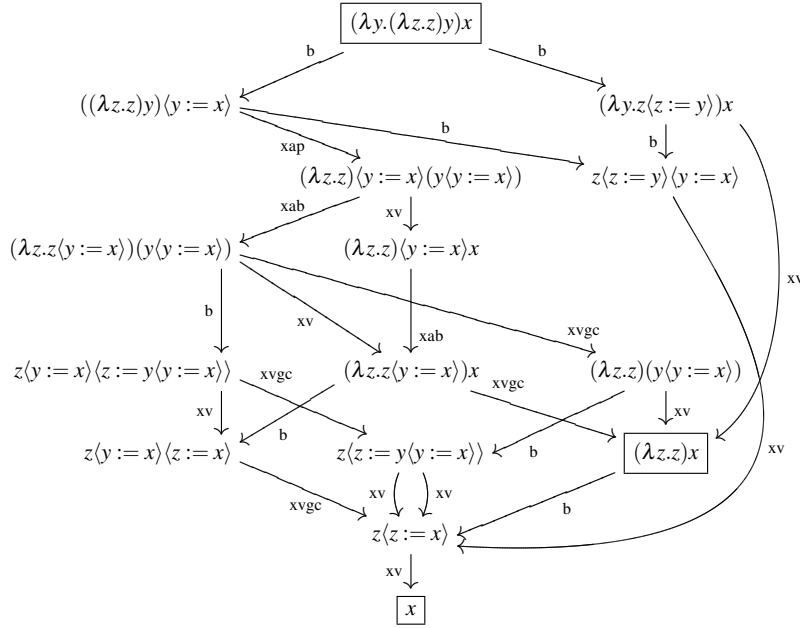 (λy.(λz.z)y)x
b b
((λz.z)y)⟨y := x⟩ (λy.z⟨z := y⟩)x
xap b b
(λz.z)⟨y := x⟩(y⟨y := x⟩) z⟨z := y⟩⟨y := x⟩
xab xv
(λz.z⟨y := x⟩)(y⟨y := x⟩) (λz.z)⟨y := x⟩x
xv
b xv xab xvgc
z⟨y := x⟩⟨z := y⟨y := x⟩⟩ (λz.z⟨y := x⟩)x (λz.z)(y⟨y := x⟩)
xvgc xvgc
xv b xv
z⟨y := x⟩⟨z := x⟩ z⟨z := y⟨y := x⟩⟩ b (λz.z)x xv
xvgc xv xv b
z⟨z := x⟩
xv
x